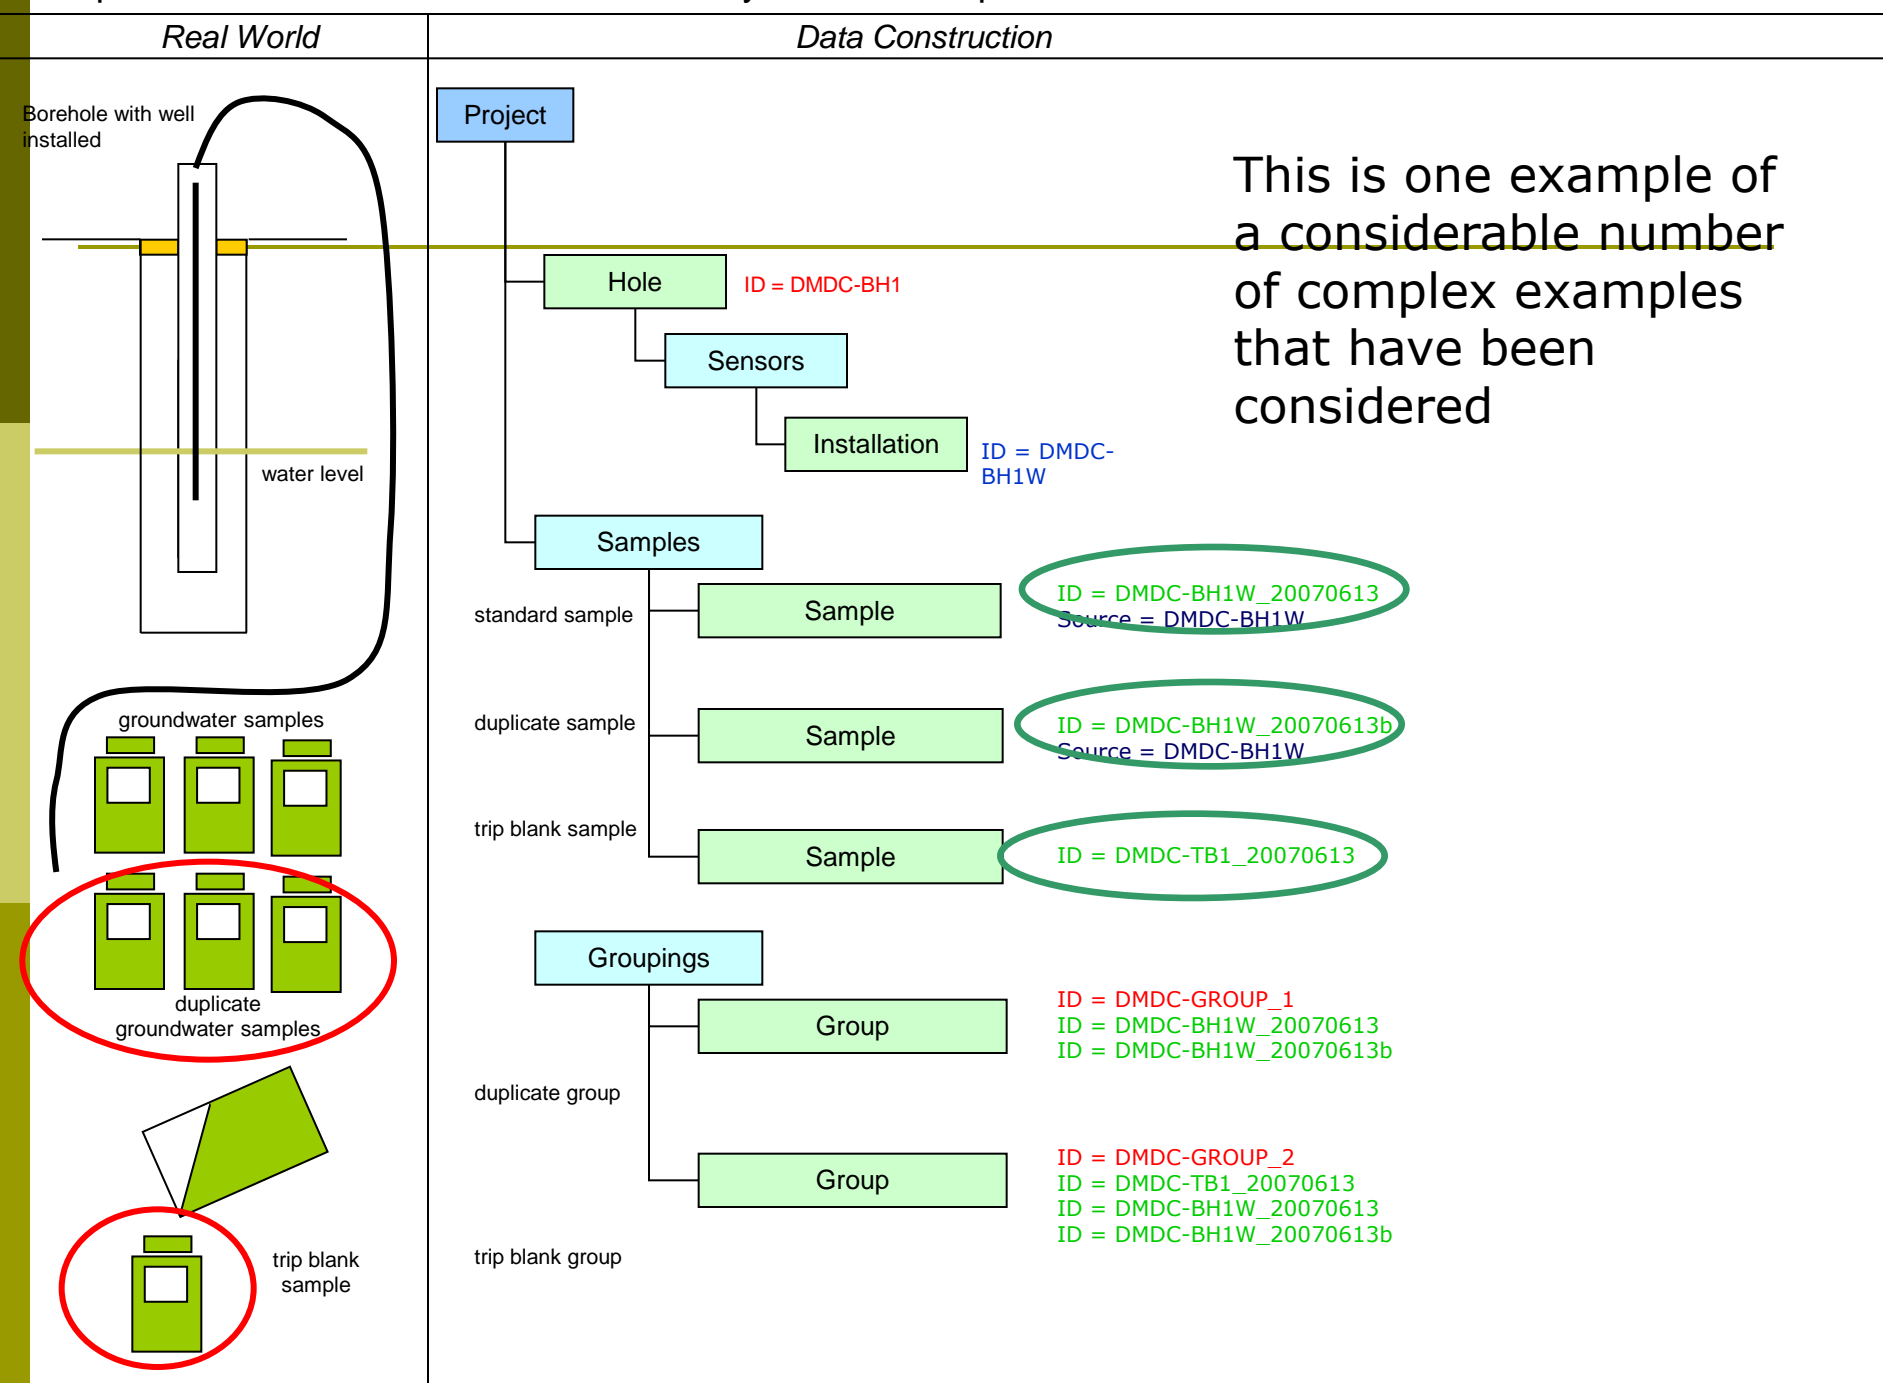 Real World
Data Construction
Borehole with well
installed
water level
groundwater samples
duplicate
groundwater samples
trip blank
sample
Project
Hole
ID = DMDC-BH1
Sensors
Installation
ID = DMDC-
BH1W
Samples
standard sample
Sample
ID = DMDC-BH1W_20070613
Source = DMDC-BH1W
duplicate sample
Sample
ID = DMDC-BH1W_20070613b
Source = DMDC-BH1W
trip blank sample
Sample
ID = DMDC-TB1_20070613
Groupings
Group
ID = DMDC-GROUP_1
ID = DMDC-BH1W_20070613
ID = DMDC-BH1W_20070613b
duplicate group
Group
ID = DMDC-GROUP_2
ID = DMDC-TB1_20070613
ID = DMDC-BH1W_20070613
ID = DMDC-BH1W_20070613b
trip blank group
This is one example of
a considerable number
of complex examples
that have been
considered